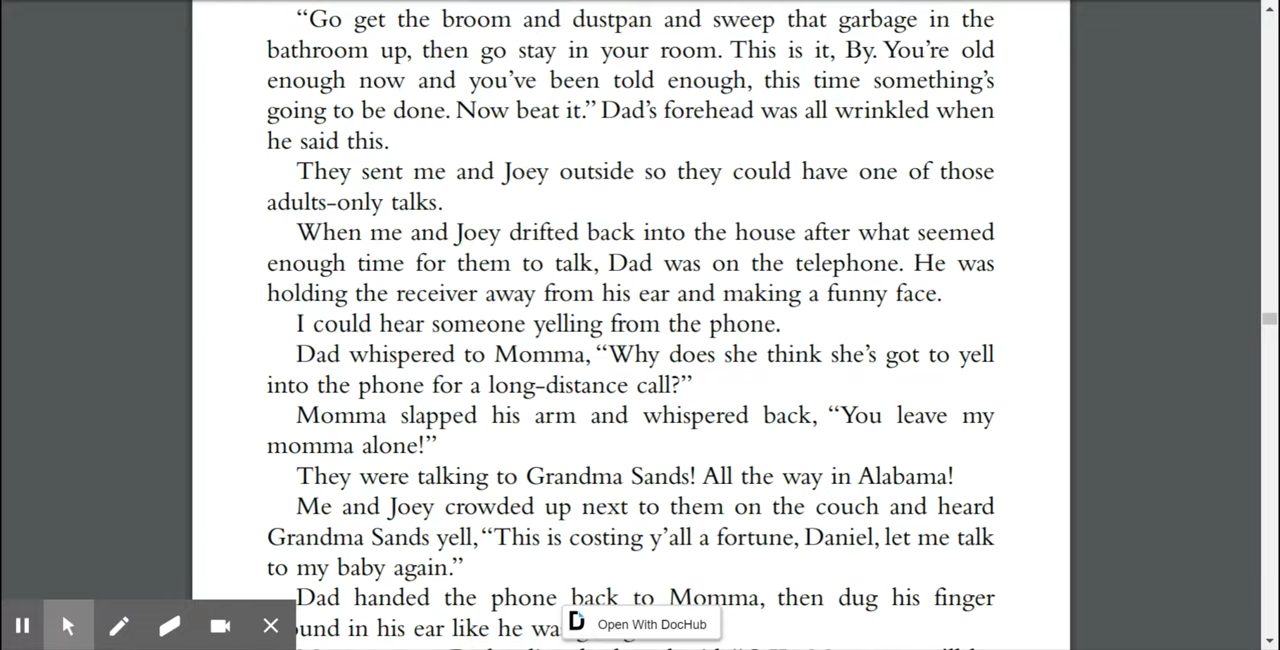 “Go get the broom and dustpan and sweep that garbage in the
bathroom up, then go stay in your room. This is it, By. You’re old
enough now and you’ve been told enough, this time something’s
going to be done. Now beat it.” Dad’s forehead was all wrinkled when
he said this.
They sent me and Joey outside so they could have one of those
adults-only talks.
When me and Joey drifted back into the house after what seemed
enough time for them to talk, Dad was on the telephone. He was
holding the receiver away from his ear and making a funny face.
I could hear someone yelling from the phone.
Dad whispered to Momma, “Why does she think she’s got to yell
into the phone for a long-distance call?”
Momma slapped his arm and whispered back, “You leave my
momma alone!”
They were talking to Grandma Sands! All the way in Alabama!
Me and Joey crowded up next to them on the couch and heard
Grandma Sands yell, “This is costing y’all a fortune, Daniel, let me talk
to my baby again.”
Dad handed the phone back to Momma, then dug his finger
in his ear like he
Open With DocHub